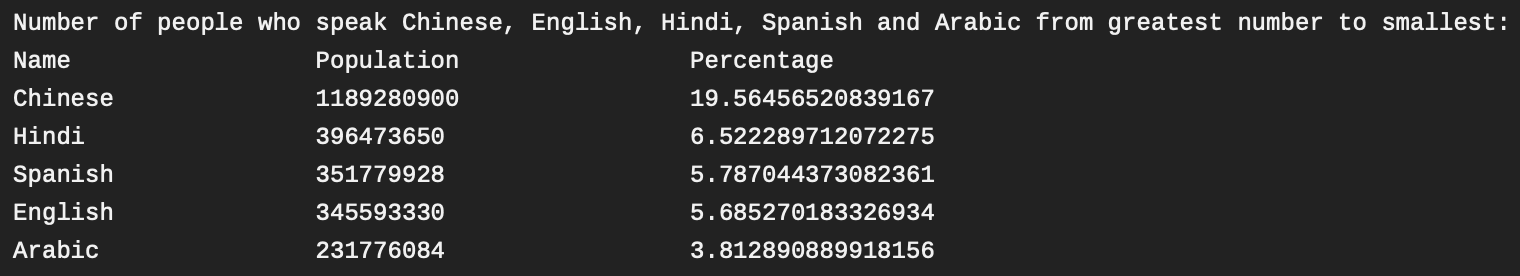 Number of people who speak Chinese, English, Hindi, Spanish and Arabic from greatest number to smallest:
Name Population Percentage
Chinese 1189280900 19.56456520839167
Hindi 396473650 6.522289712072275
Spanish 351779928 5.787044373082361
English 345593330 5.685270183326934
Arabic 231776084 3.812890889918156